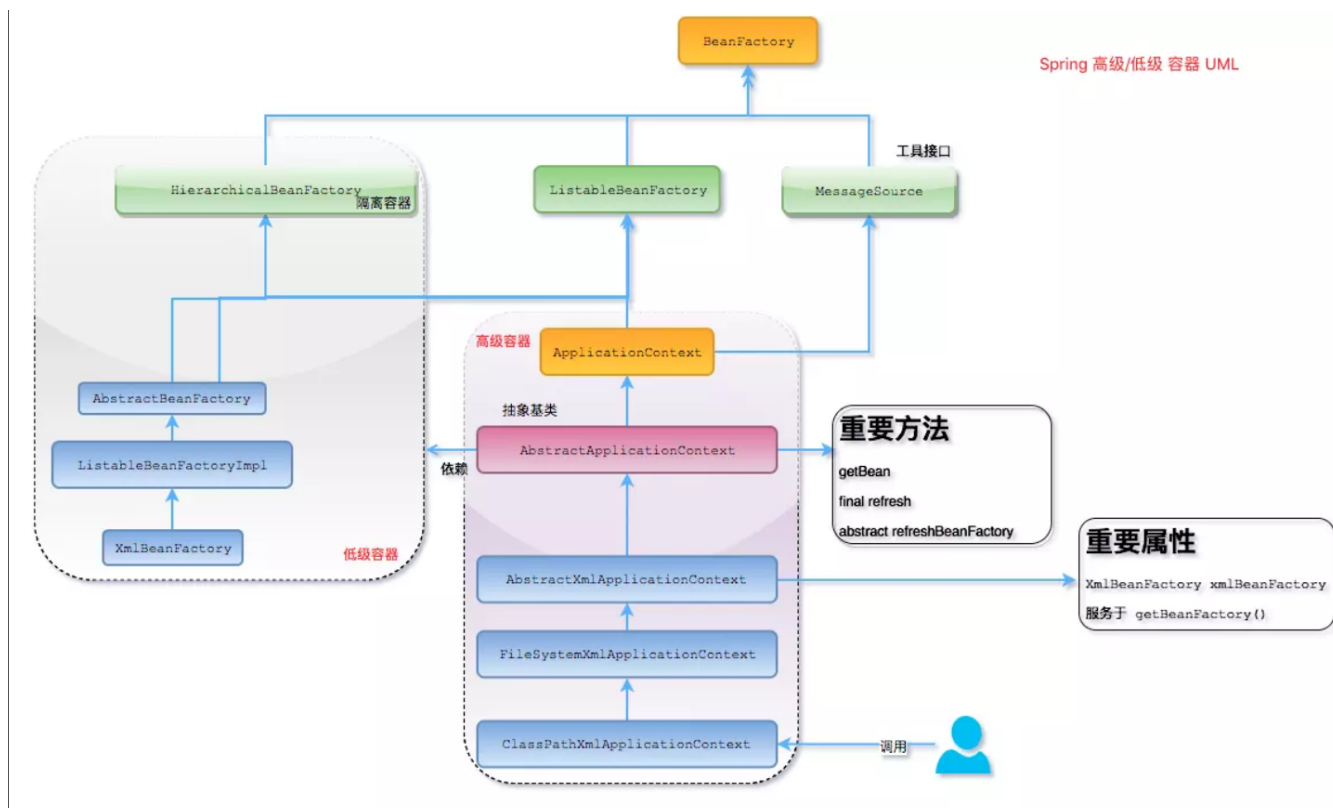 BeanFactory
Spring 高级/低级 容器 UML
工具接口
HierarchicalBeanFactory
隔离容器
ListableBeanFactory
MessageSource
高级容器
ApplicationContext
AbstractBeanFactory
抽象基类
ListableBeanFactoryImpl
依赖
AbstractApplicationContext
重要方法
getBean
final refresh
abstract refreshBeanFactory
XmlBeanFactory
低级容器
AbstractXmlApplicationContext
重要属性
XmlBeanFactory xmlBeanFactory
服务于 getBeanFactory()
FileSystemXmlApplicationContext
ClassPathXmlApplicationContext
调用